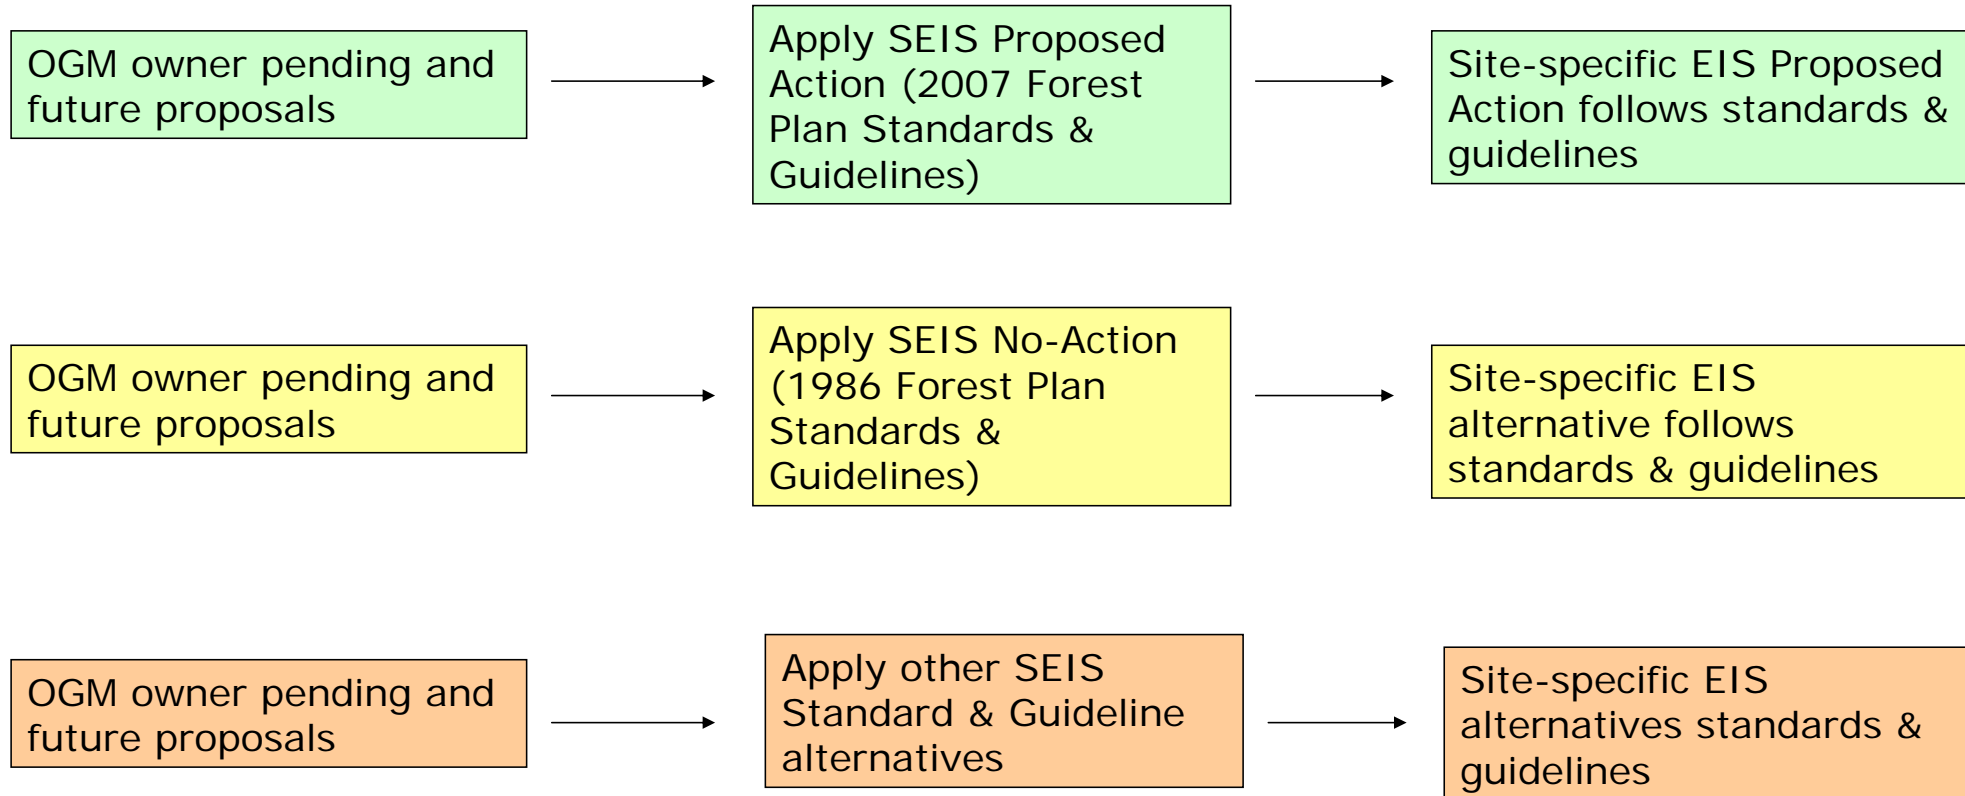 OGM owner pending and
future proposals
Apply SEIS Proposed
Action (2007 Forest
Plan Standards &
Guidelines)
Site-specific EIS Proposed
Action follows standards &
guidelines
OGM owner pending and
future proposals
Apply SEIS No-Action
(1986 Forest Plan
Standards &
Guidelines)
Site-specific EIS
alternative follows
standards & guidelines
OGM owner pending and
future proposals
Apply other SEIS
Standard & Guideline
alternatives
Site-specific EIS
alternatives standards &
guidelines